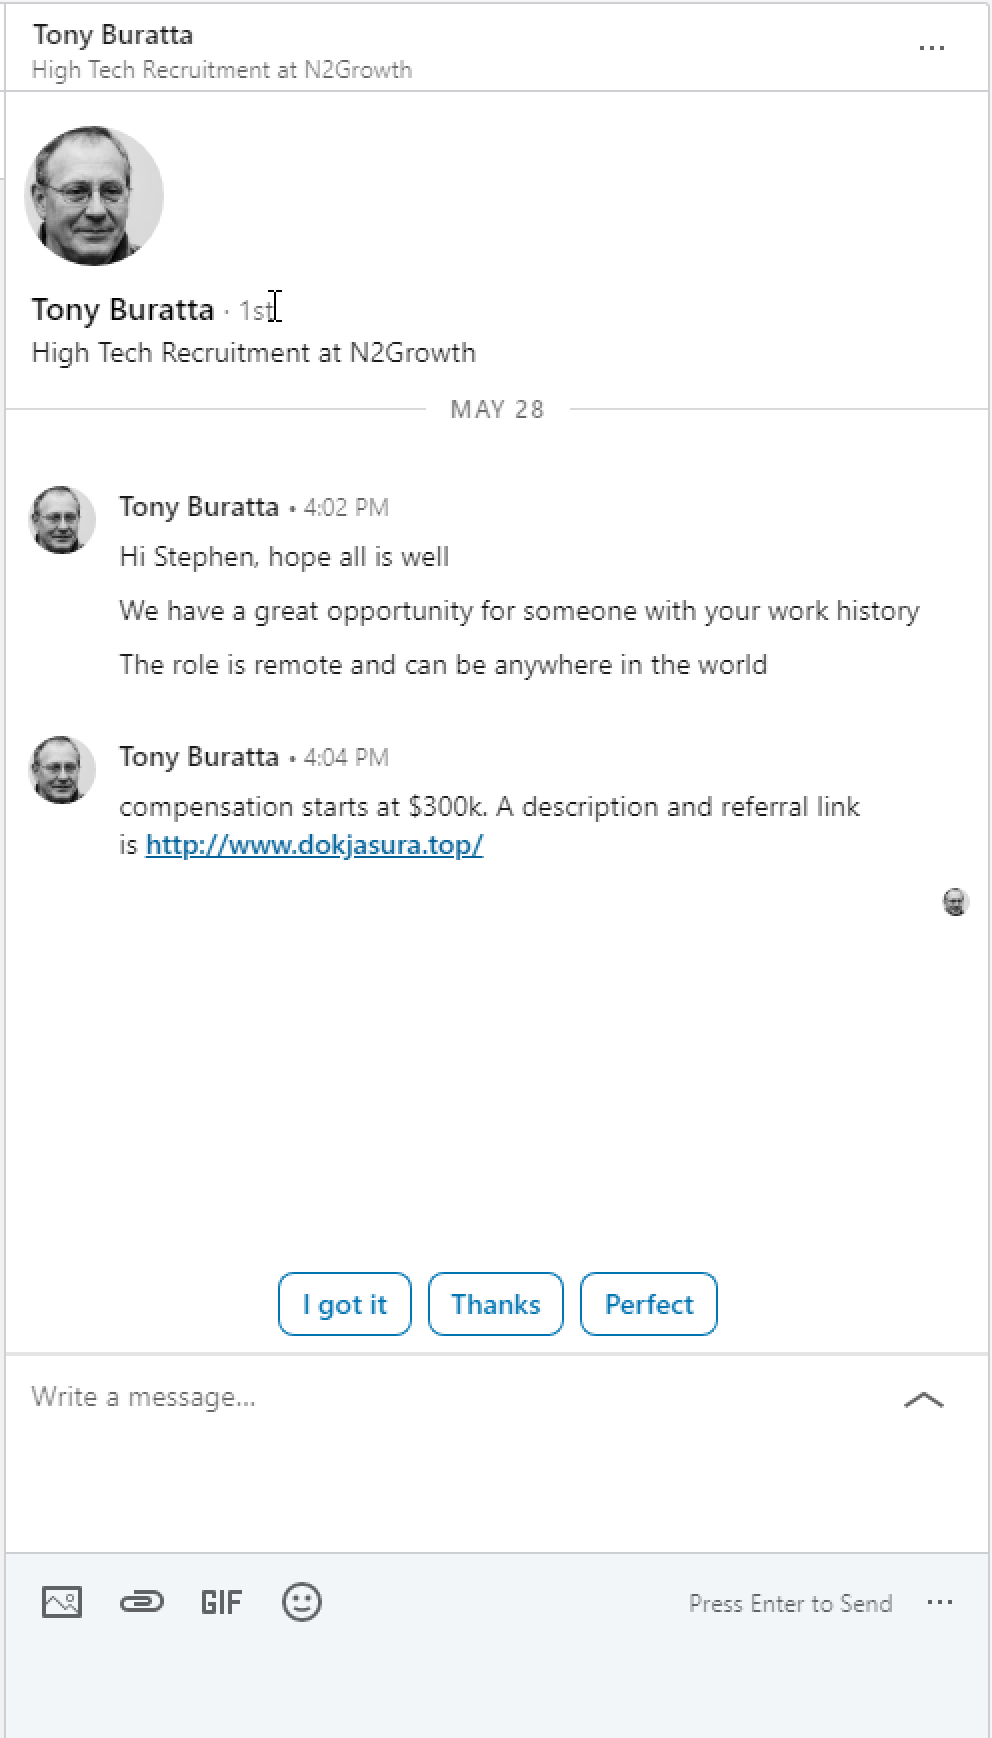 Tony Buratta
High Tech Recruitment at N2Growth
Tony Buratta · 1st
High Tech Recruitment at N2Growth
MAY 28
Tony Buratta • 4:02 PM
Hi Stephen, hope all is well
We have a great opportunity for someone with your work history
The role is remote and can be anywhere in the world
Tony Buratta • 4:04 PM
compensation starts at $300k. A description and referral link
is http://www.dokjasura.top/
I got it
Thanks
Perfect
Write a message...
GIF
Press Enter to Send